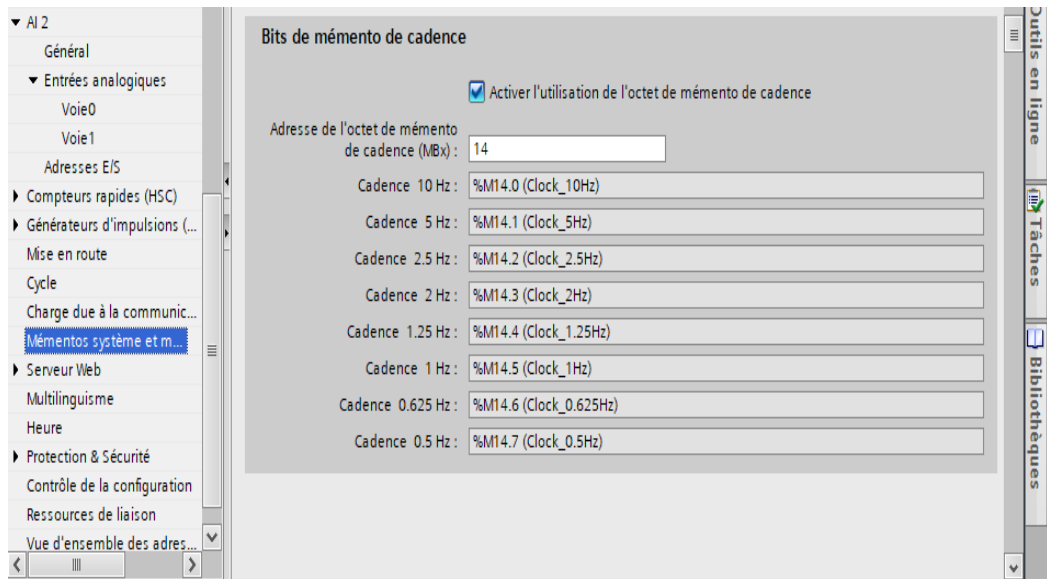 AI 2
Général
Entrées analogiques
Voie0
Voie1
Adresses E/S
Compteurs rapides (HSC)
Générateurs d'impulsions (...
Mise en route
Cycle
Charge due à la communic...
Mémentos système et m...
Serveur Web
Multilinguisme
Heure
Protection & Sécurité
Contrôle de la configuration
Ressources de liaison
Vue d'ensemble des adres...
Bits de mémento de cadence
Activer l'utilisation de l'octet de mémento de cadence
Adresse de l'octet de mémento
de cadence (MBx) : 14
Cadence 10 Hz : %M14.0 (Clock_10Hz)
Cadence 5 Hz : %M14.1 (Clock_5Hz)
Cadence 2.5 Hz : %M14.2 (Clock_2.5Hz)
Cadence 2 Hz : %M14.3 (Clock_2Hz)
Cadence 1.25 Hz : %M14.4 (Clock_1.25Hz)
Cadence 1 Hz : %M14.5 (Clock_1Hz)
Cadence 0.625 Hz : %M14.6 (Clock_0.625Hz)
Cadence 0.5 Hz : %M14.7 (Clock_0.5Hz)
Outils en ligne
Tâches
Bibliothèques